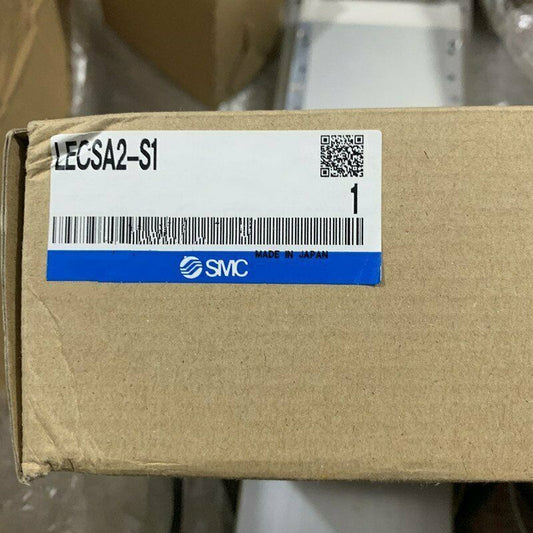 LECSA2-S1
1
MADE IN JAPAN
SMC